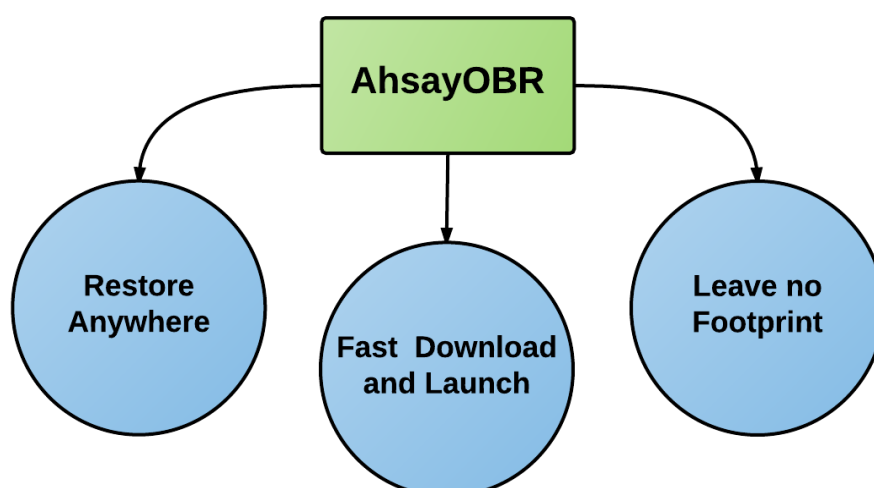 AhsayOBR
Restore
Anywhere
Fast  Download
and Launch
Leave no
Footprint